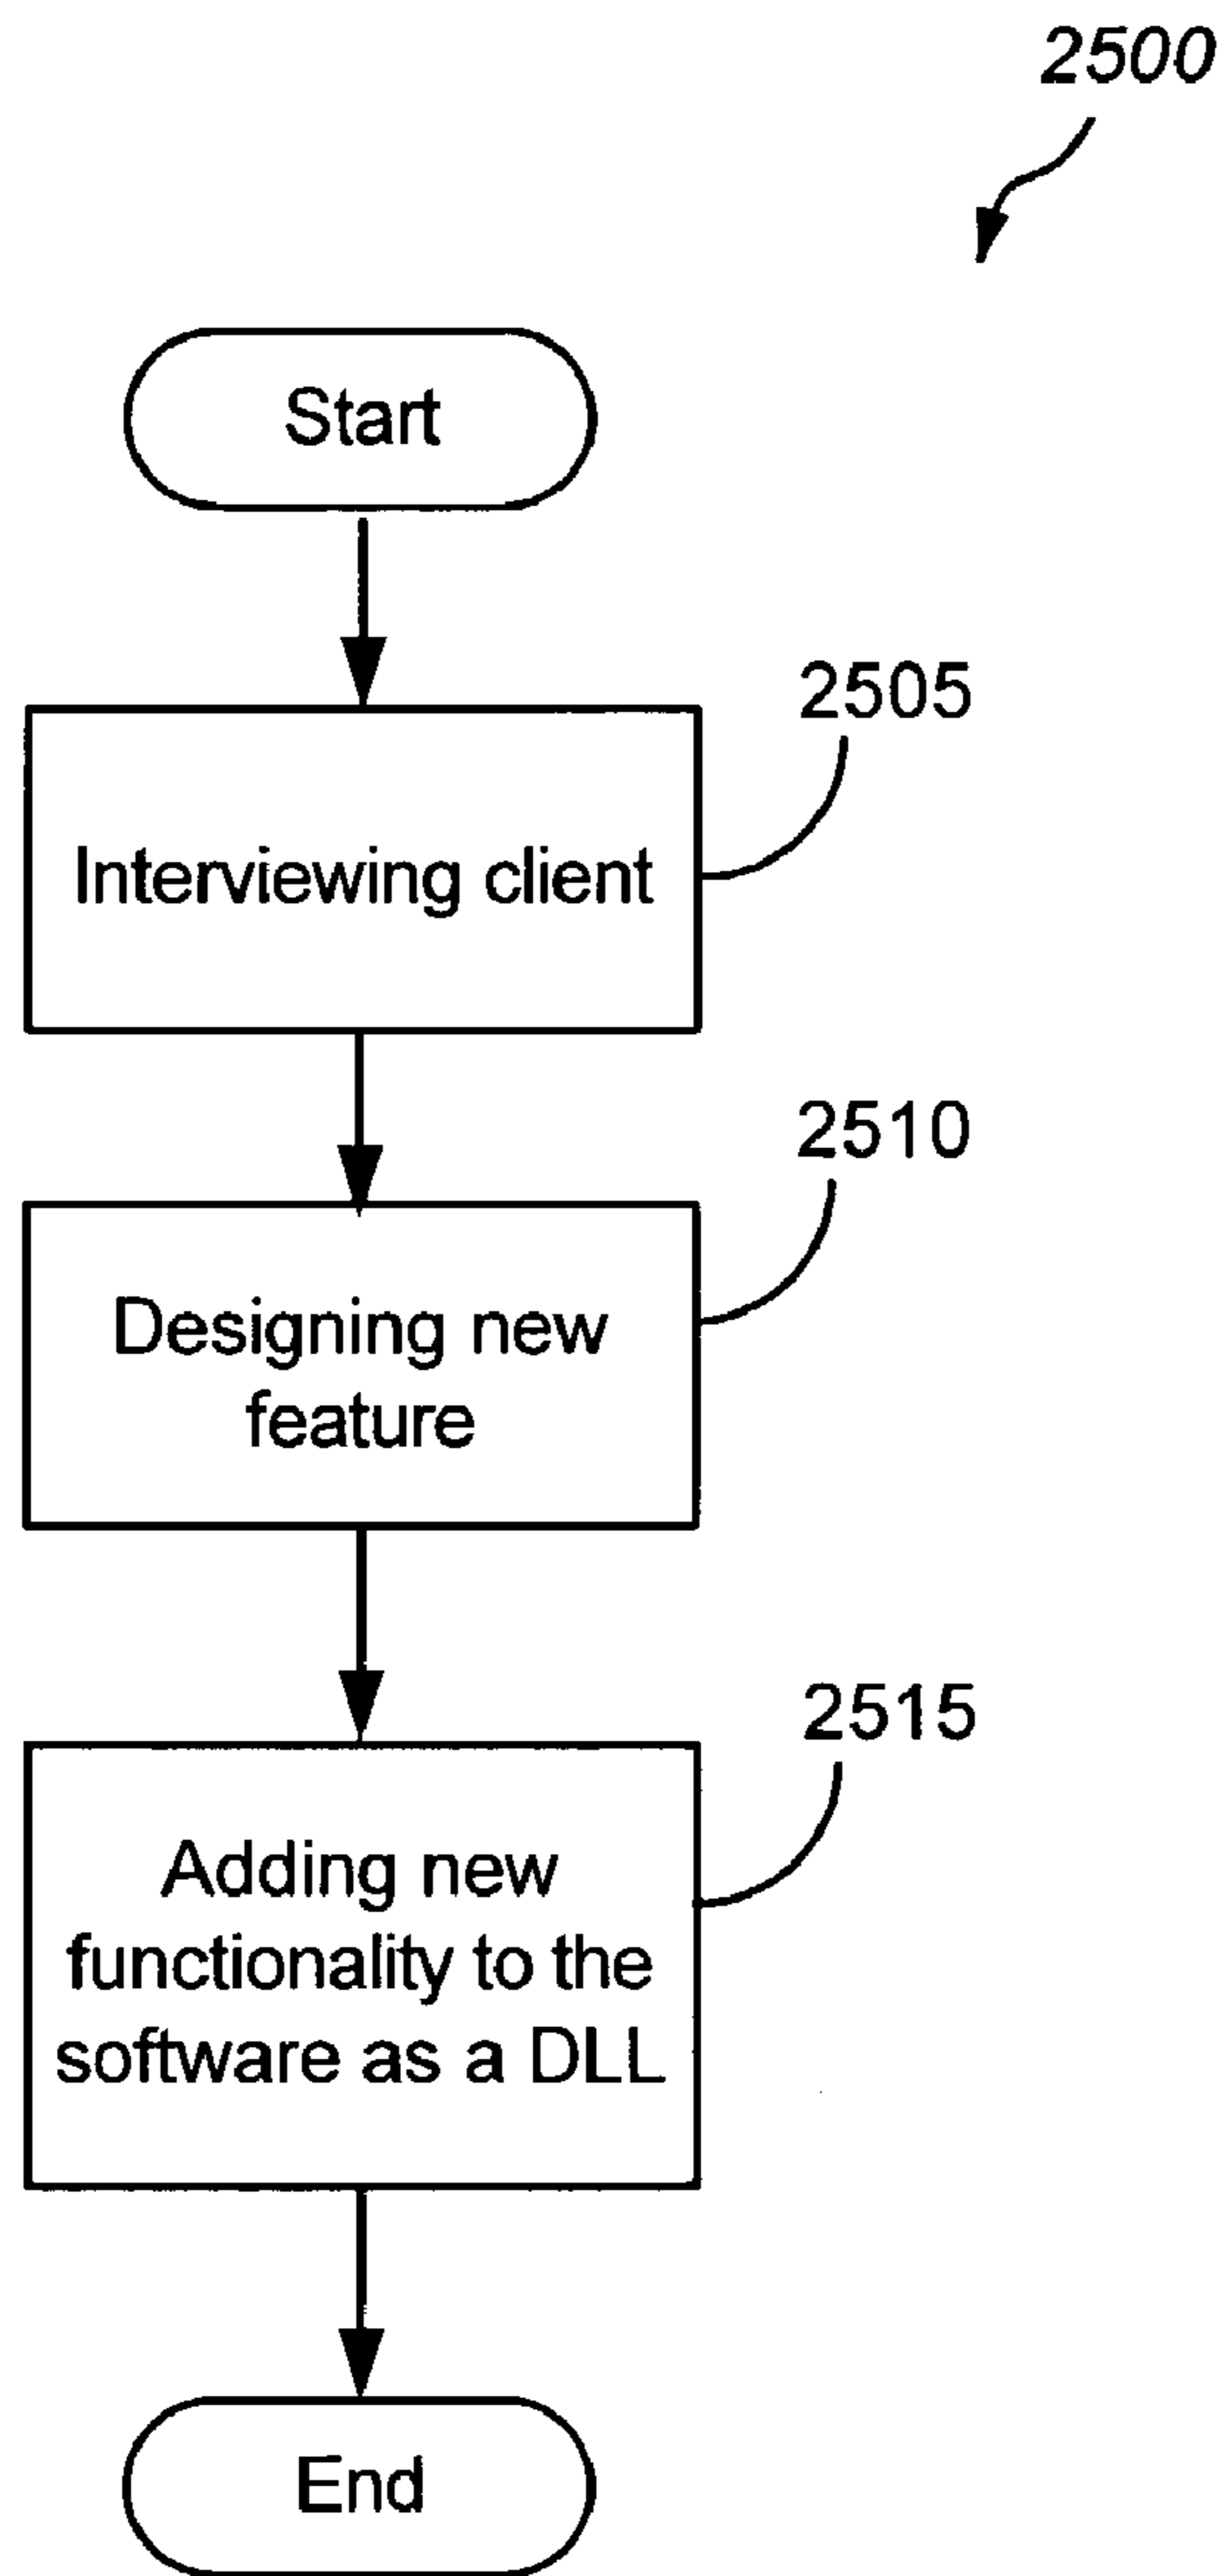 2500
Start
2505
Interviewing client
2510
Designing new
feature
2515
Adding new
functionality to the
software as a DLL
End